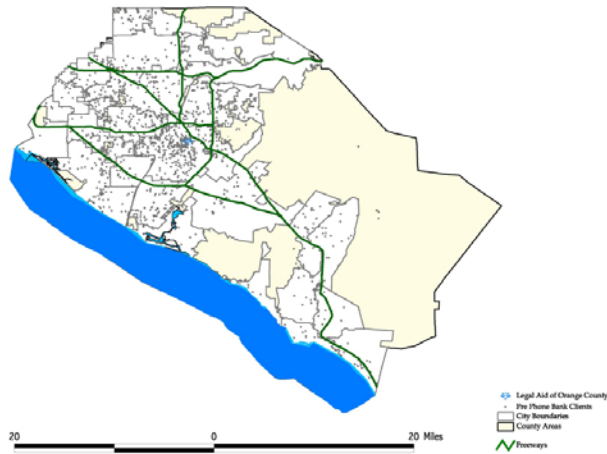 Legal Aid of Orange County
Pre Phone Bank Clients
City Boundaries
County Areas
Freeways
20 0 20 Miles